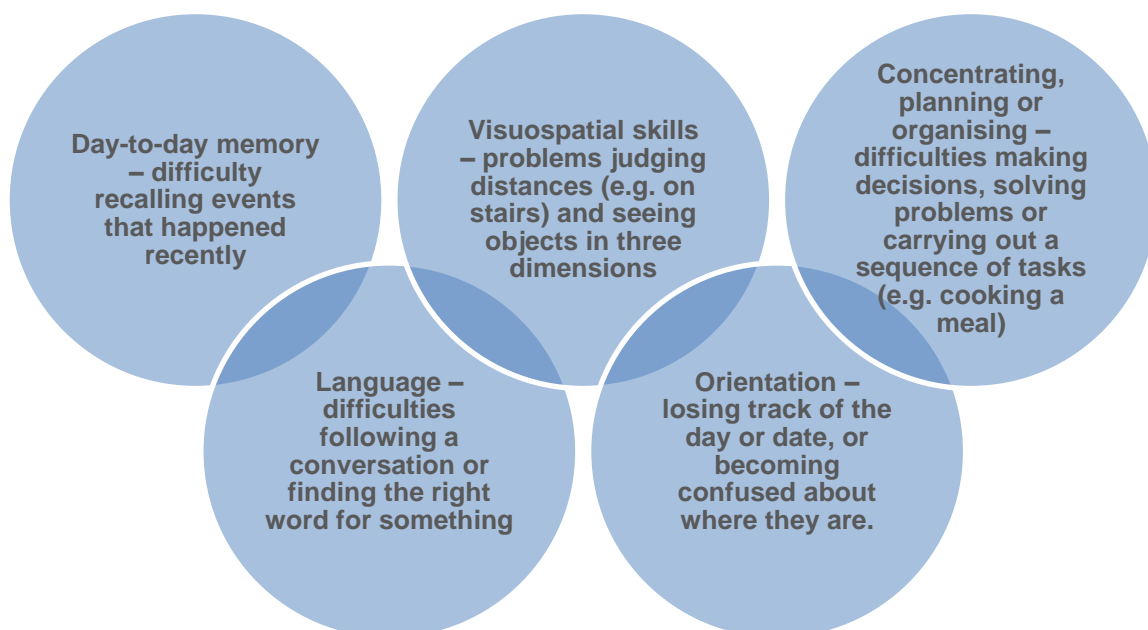 Day-to-day memory
– difficulty
recalling events
that happened
recently
Visuospatial skills
– problems judging
distances (e.g. on
stairs) and seeing
objects in three
dimensions
Concentrating,
planning or
organising –
difficulties making
decisions, solving
problems or
carrying out a
sequence of tasks
(e.g. cooking a
meal)
Language –
difficulties
following a
conversation or
finding the right
word for something
Orientation –
losing track of the
day or date, or
becoming
confused about
where they are.